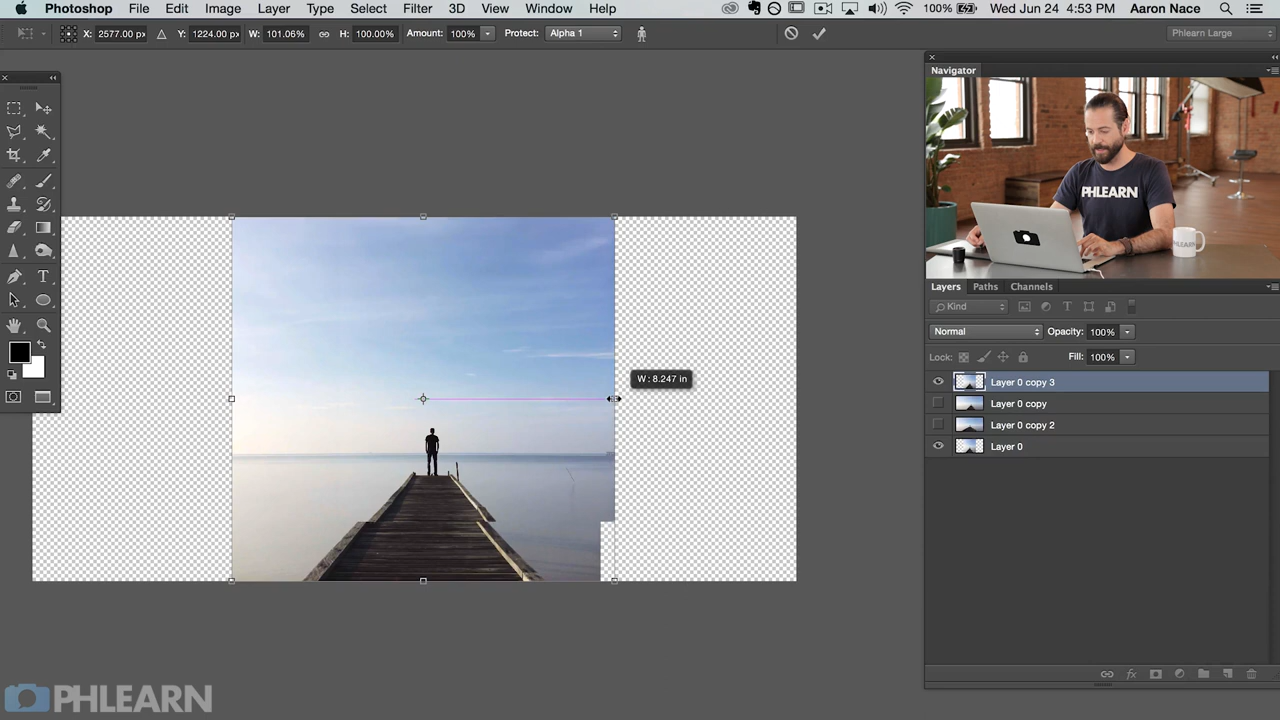 Photoshop File Edit Image Layer Type Select Filter 3D View Window Help 100% Wed Jun 24 4:53 PM Aaron Nace
X: 2577.00 px Y: 1224.00 px W: 101.06% H: 100.00% Amount: 100% Protect: Alpha 1 Phlearn Large
Navigator
PHLEARN
PHLEARN
Layers Paths Channels
Kind
Normal Opacity: 100%
Lock: Fill: 100%
W : 8.247 in
Layer 0 copy 3
Layer 0 copy
Layer 0 copy 2
Layer 0
PHLEARN